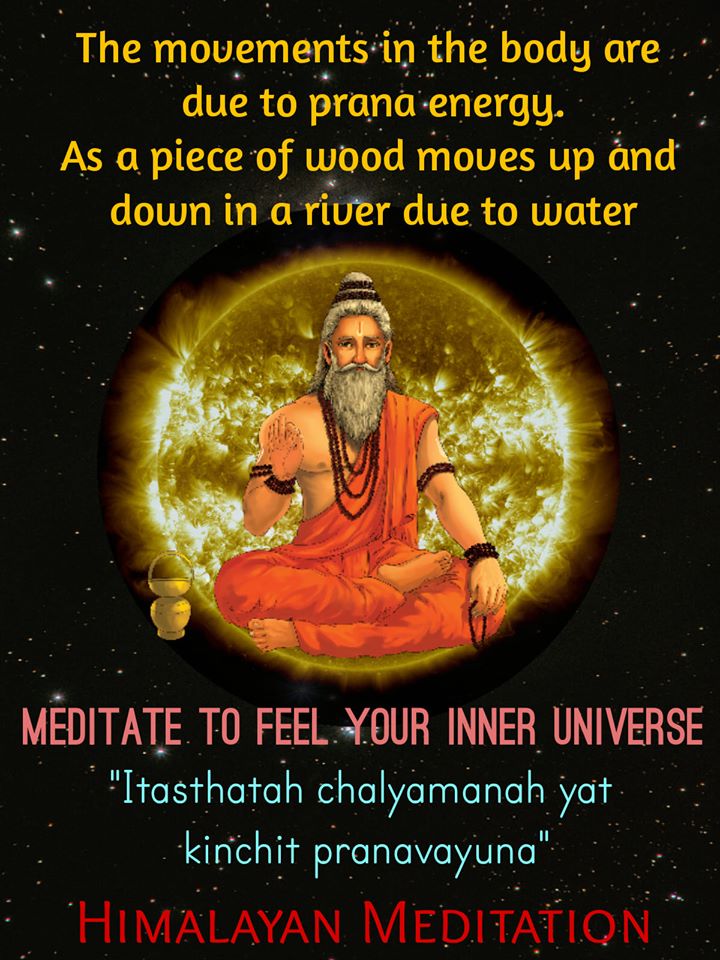 The movements in the body are
due to prana energy.
As a piece of wood moves up and
down in a river due to water
MEDITATE TO FEEL YOUR INNER UNIVERSE
"Itasthatah chalyamanah yat
kinchit pranavayuna"
HIMALAYAN MEDITATION